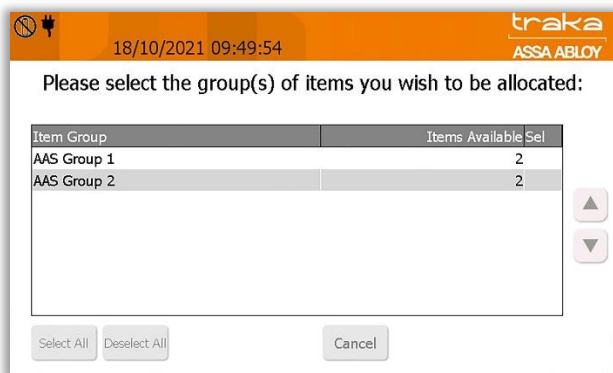 traka
18/10/2021 09:49:54
ASSA ABLOY
Please select the group(s) of items you wish to be allocated:
Item Group Items Available Sel
AAS Group 1 2
AAS Group 2 2
Select All Deselect All Cancel